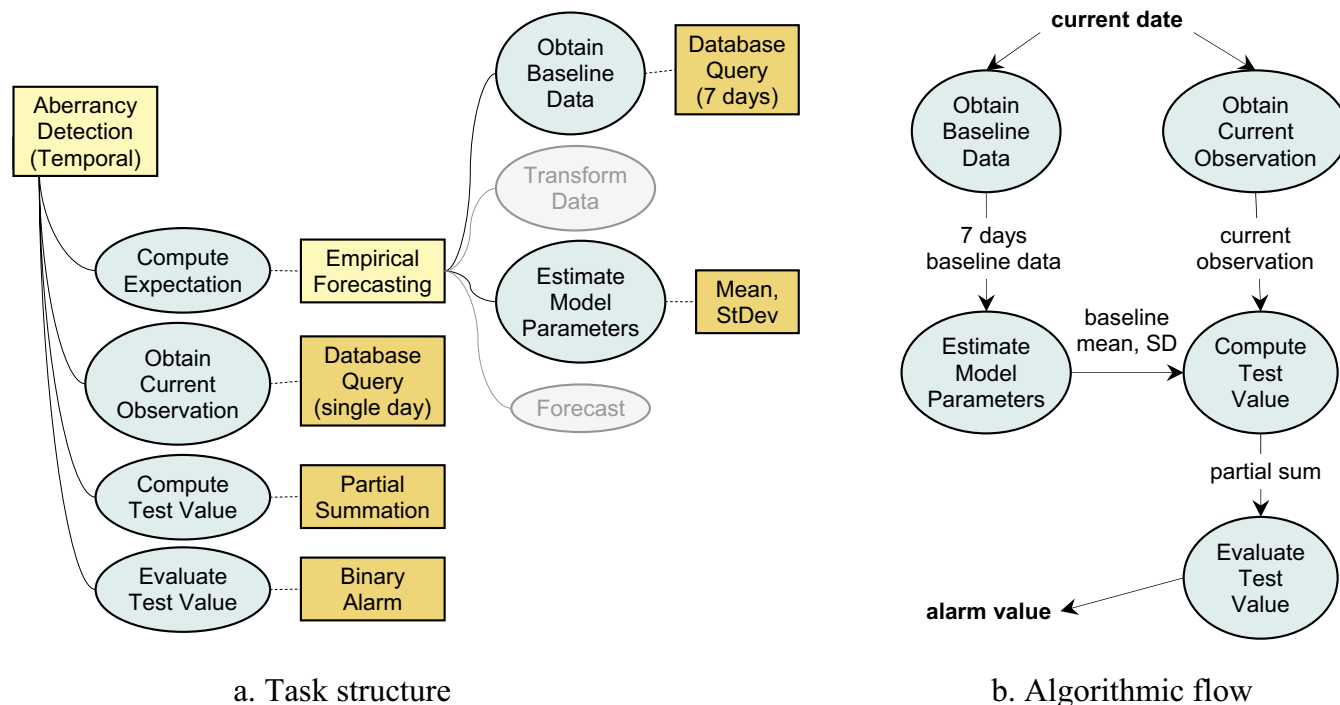 Aberrancy
Detection
(Temporal)
Compute
Expectation
Empirical
Forecasting
Obtain
Current
Observation
Database
Query
(single day)
Compute
Test Value
Partial
Summation
Evaluate
Test Value
Binary
Alarm
Obtain
Baseline
Data
Database
Query
(7 days)
Transform
Data
Estimate
Model
Parameters
Mean,
StDev
Forecast
a. Task structure
current date
Obtain
Baseline
Data
Obtain
Current
Observation
7 days
baseline data
current
observation
Estimate
Model
Parameters
baseline
mean, SD
Compute
Test
Value
partial sum
Evaluate
Test
Value
alarm value
b. Algorithmic flow